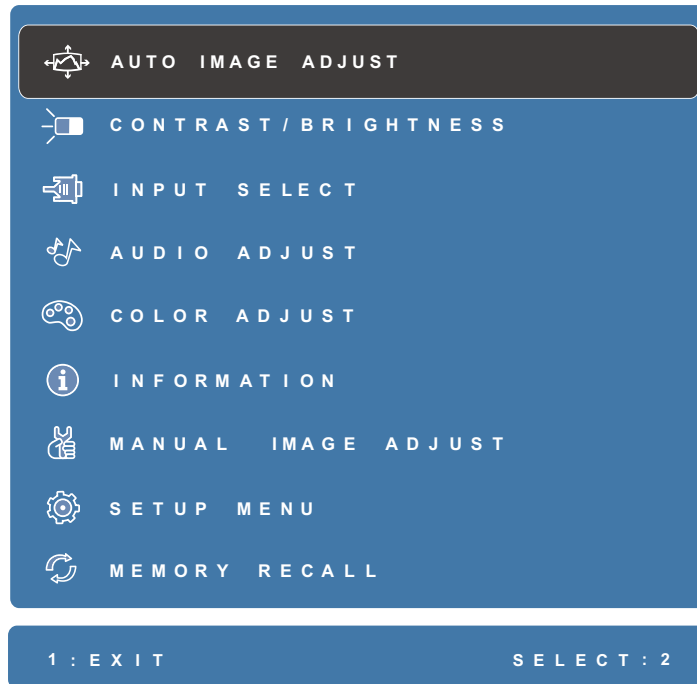 AUTO IMAGE ADJUST
CONTRAST/BRIGHTNESS
INPUT SELECT
AUDIO ADJUST
COLOR ADJUST
INFORMATION
MANUAL IMAGE ADJUST
SETUP MENU
MEMORY RECALL
1:EXIT SELECT:2